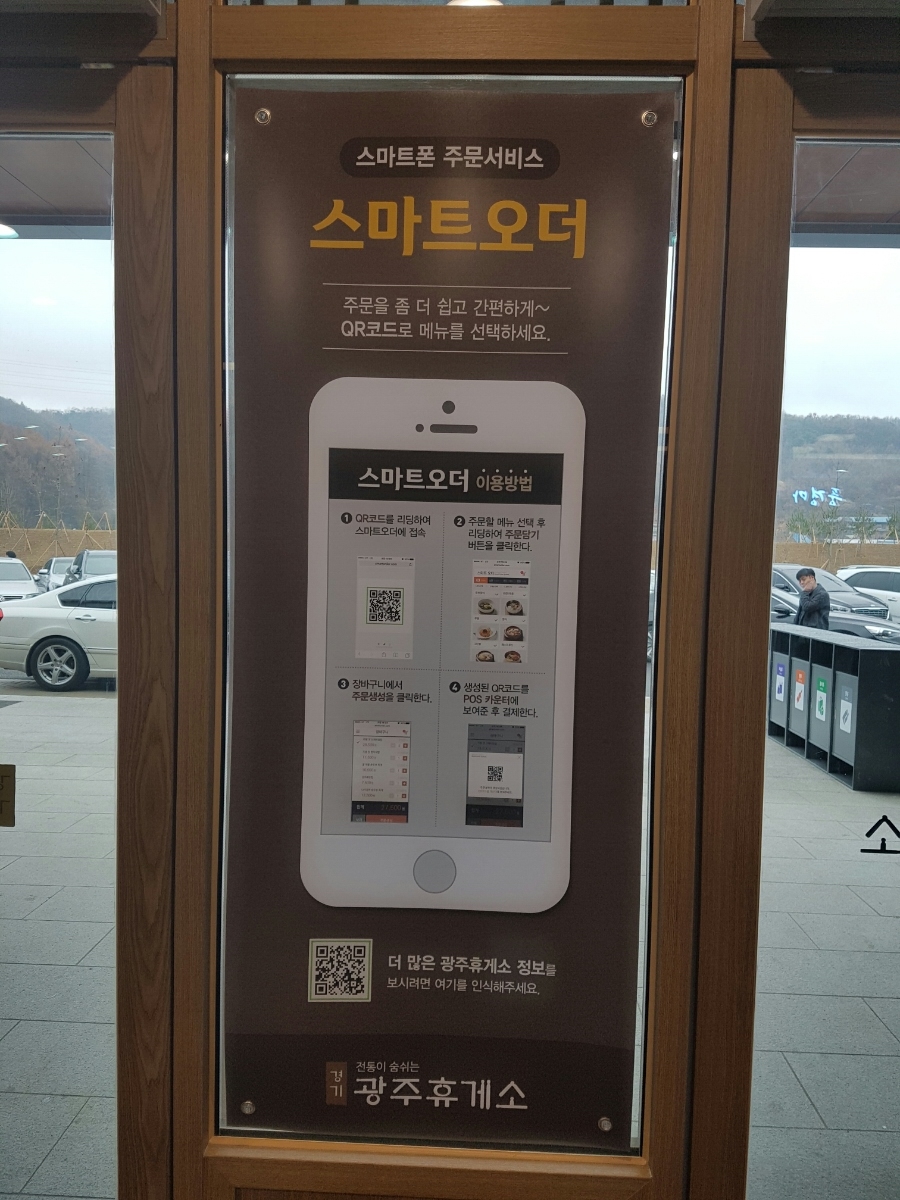 스마트폰 주문서비스
스마트오더
주문을 좀 더 쉽고 간편하게~
QR코드로 메뉴를 선택하세요.
스마트오더 이용방법
1 QR코드를 리딩하여
스마트오더에 접속
2 주문할 메뉴 선택 후
리딩하여 주문담기
버튼을 클릭한다.
3 장바구니에서
주문생성을 클릭한다.
4 생성된 QR코드를
POS 카운터에
보여준 후 결제한다.
더 많은 광주휴게소 정보를
보시려면 여기를 인식해주세요.
전통이 숨쉬는
경기 광주휴게소